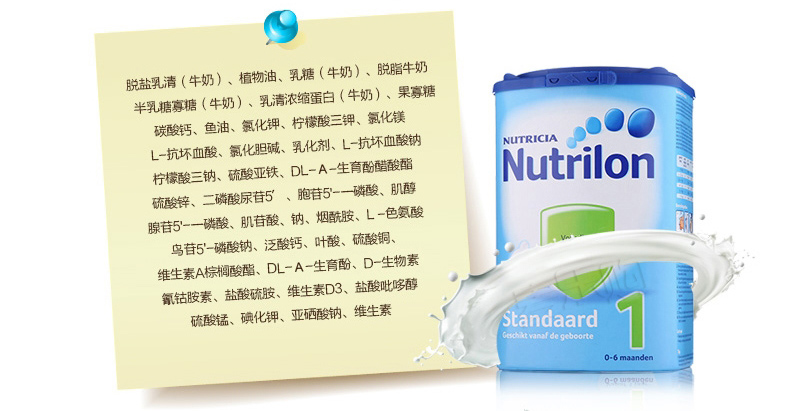 脱盐乳清（牛奶）、植物油、乳糖（牛奶）、脱脂牛奶
半乳糖寡糖（牛奶）、乳清浓缩蛋白（牛奶）、果寡糖
碳酸钙、鱼油、氯化钾、柠檬酸三钾、氯化镁
L-抗坏血酸、氯化胆碱、乳化剂、L-抗坏血酸钠
柠檬酸三钠、硫酸亚铁、DL-A-生育酚醋酸酯
硫酸锌、二磷酸尿苷5′、胞苷5'-一磷酸、肌醇
腺苷5'-一磷酸、肌苷酸、钠、烟酰胺、L-色氨酸
鸟苷5'-磷酸钠、泛酸钙、叶酸、硫酸铜、
维生素A棕榈酸酯、DL-A-生育酚、D-生物素
氰钴胺素、盐酸硫胺、维生素D3、盐酸吡哆醇
硫酸锰、碘化钾、亚硒酸钠、维生素
NUTRICIA
Nutrilon
Standaard 1
Geschikt vanaf de geboorte
0-6 maanden